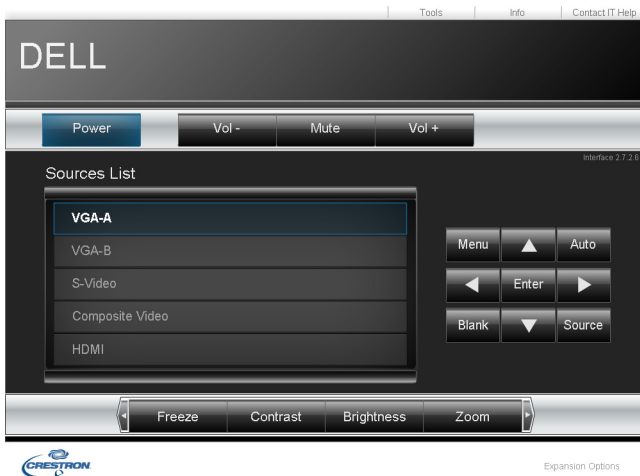 Tools Info Contact IT Help
DELL
Power Vol - Mute Vol +
Interface 2.7.2.6
Sources List
VGA-A
VGA-B
S-Video
Composite Video
HDMI
Menu Auto
Enter
Blank Source
Freeze Contrast Brightness Zoom
CRESTRON
Expansion Options